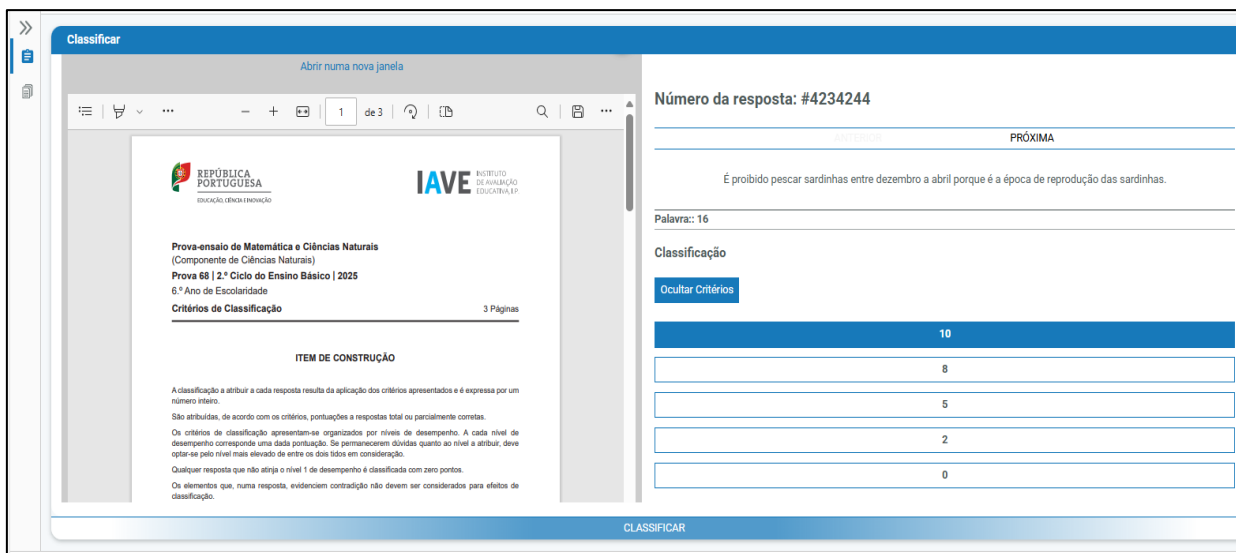 Classificar
Abrir numa nova janela
1 de 3
REPÚBLICA
PORTUGUESA
EDUCAÇÃO, CIÊNCIA E INOVAÇÃO
IAVE INSTITUTO
DE AVALIAÇÃO
EDUCATIVA, I.P.
Prova-ensaio de Matemática e Ciências Naturais
(Componente de Ciências Naturais)
Prova 68 | 2.º Ciclo do Ensino Básico | 2025
6.º Ano de Escolaridade
Critérios de Classificação 3 Páginas
ITEM DE CONSTRUÇÃO
A classificação a atribuir a cada resposta resulta da aplicação dos critérios apresentados e é expressa por um
número inteiro.
São atribuídas, de acordo com os critérios, pontuações a respostas total ou parcialmente corretas.
Os critérios de classificação apresentam-se organizados por níveis de desempenho. A cada nível de
desempenho corresponde uma dada pontuação. Se permanecerem dúvidas quanto ao nível a atribuir, deve
optar-se pelo nível mais elevado de entre os dois tidos em consideração.
Qualquer resposta que não atinja o nível 1 de desempenho é classificada com zero pontos.
Os elementos que, numa resposta, evidenciem contradição não devem ser considerados para efeitos de
classificação.
Número da resposta: #4234244
ANTERIOR PRÓXIMA
É proibido pescar sardinhas entre dezembro a abril porque é a época de reprodução das sardinhas.
Palavra:: 16
Classificação
Ocultar Critérios
10
8
5
2
0
CLASSIFICAR